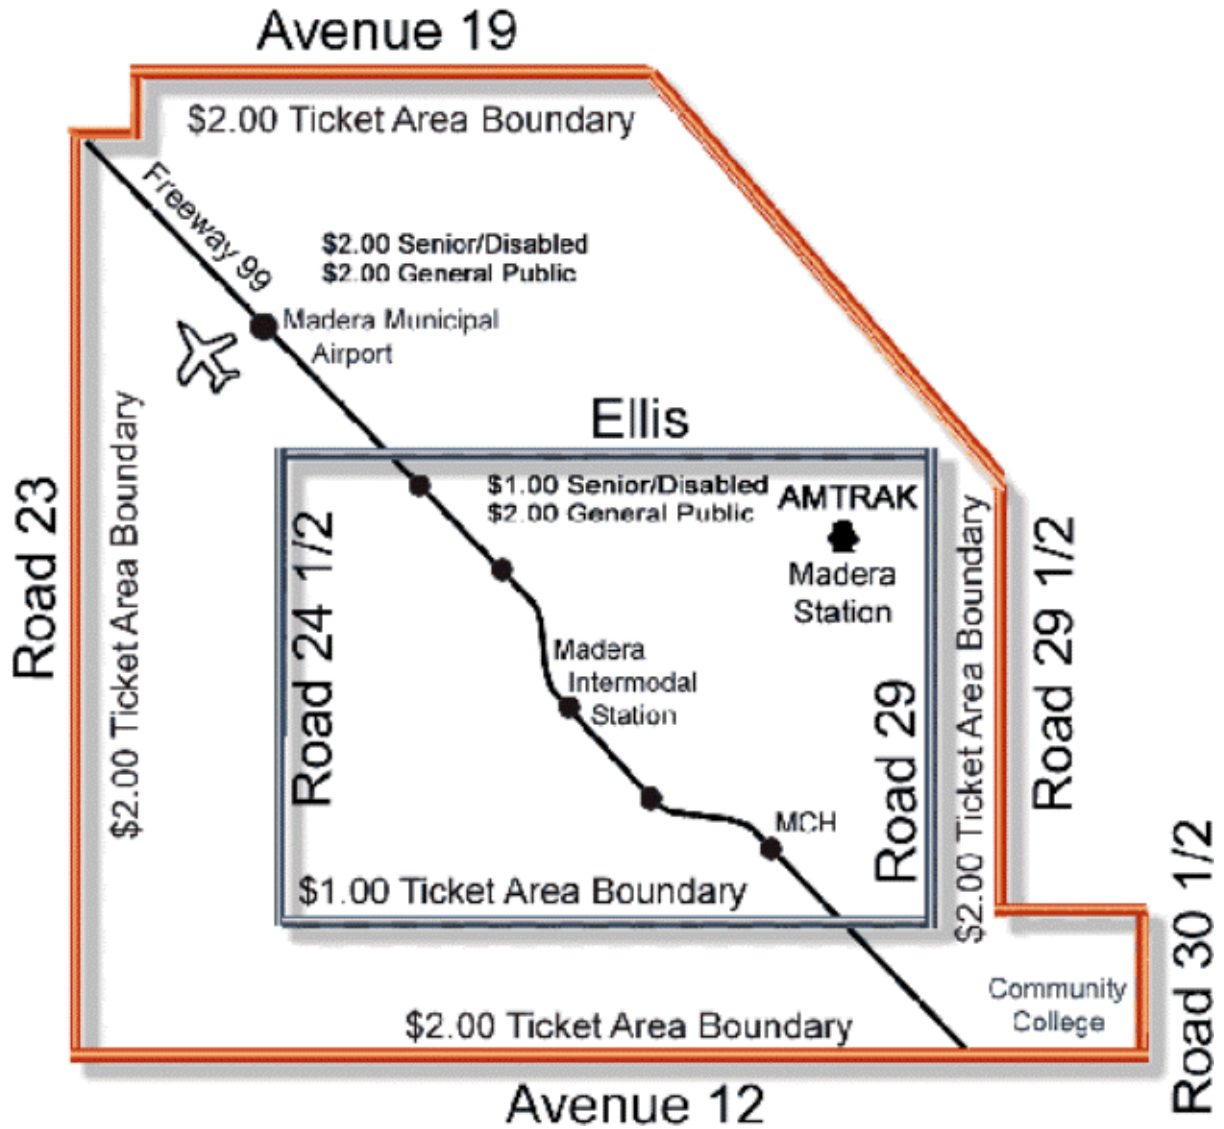 Avenue 19
$2.00 Ticket Area Boundary
Freeway 99
$2.00 Senior/Disabled
$2.00 General Public
Madera Municipal
Airport
Ellis
$1.00 Senior/Disabled
$2.00 General Public
AMTRAK
Madera
Station
Road 23
$2.00 Ticket Area Boundary
Road 24 1/2
Madera
Intermodal
Station
Road 29
$2.00 Ticket Area Boundary
Road 29 1/2
MCH
$1.00 Ticket Area Boundary
Road 30 1/2
Community
College
$2.00 Ticket Area Boundary
Avenue 12